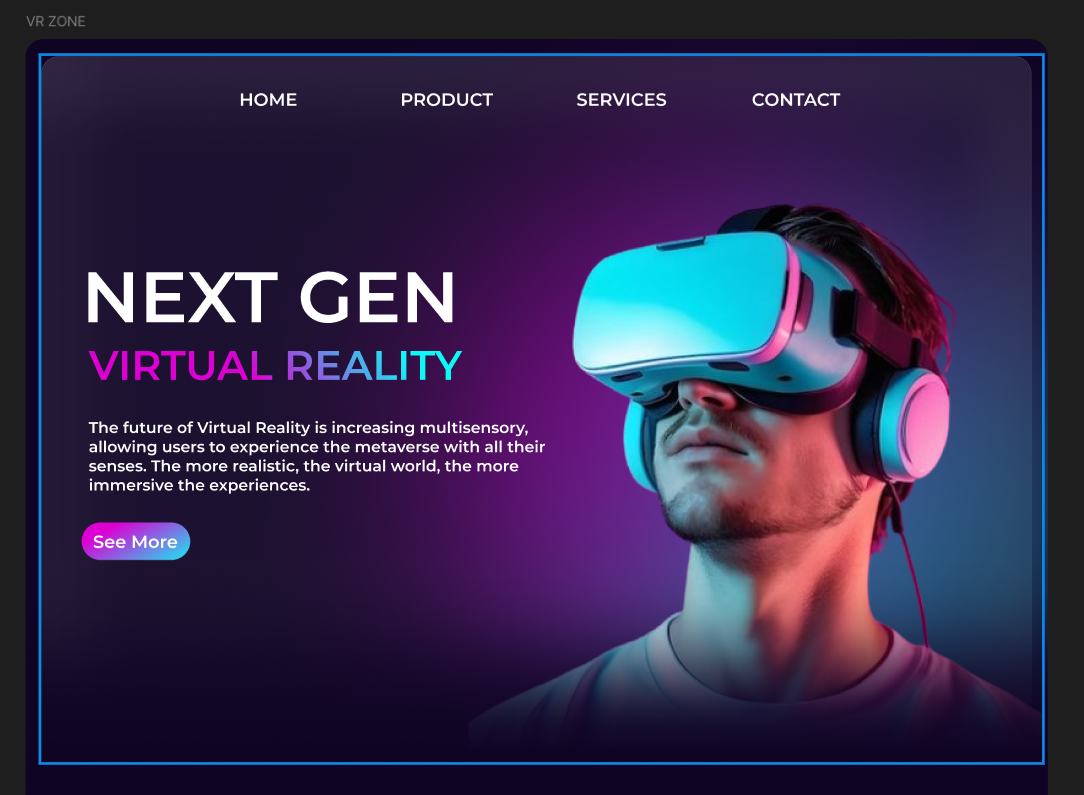 VR ZONE
HOME PRODUCT SERVICES CONTACT
NEXT GEN
VIRTUAL REALITY
The future of Virtual Reality is increasing multisensory,
allowing users to experience the metaverse with all their
senses. The more realistic, the virtual world, the more
immersive the experiences.
See More